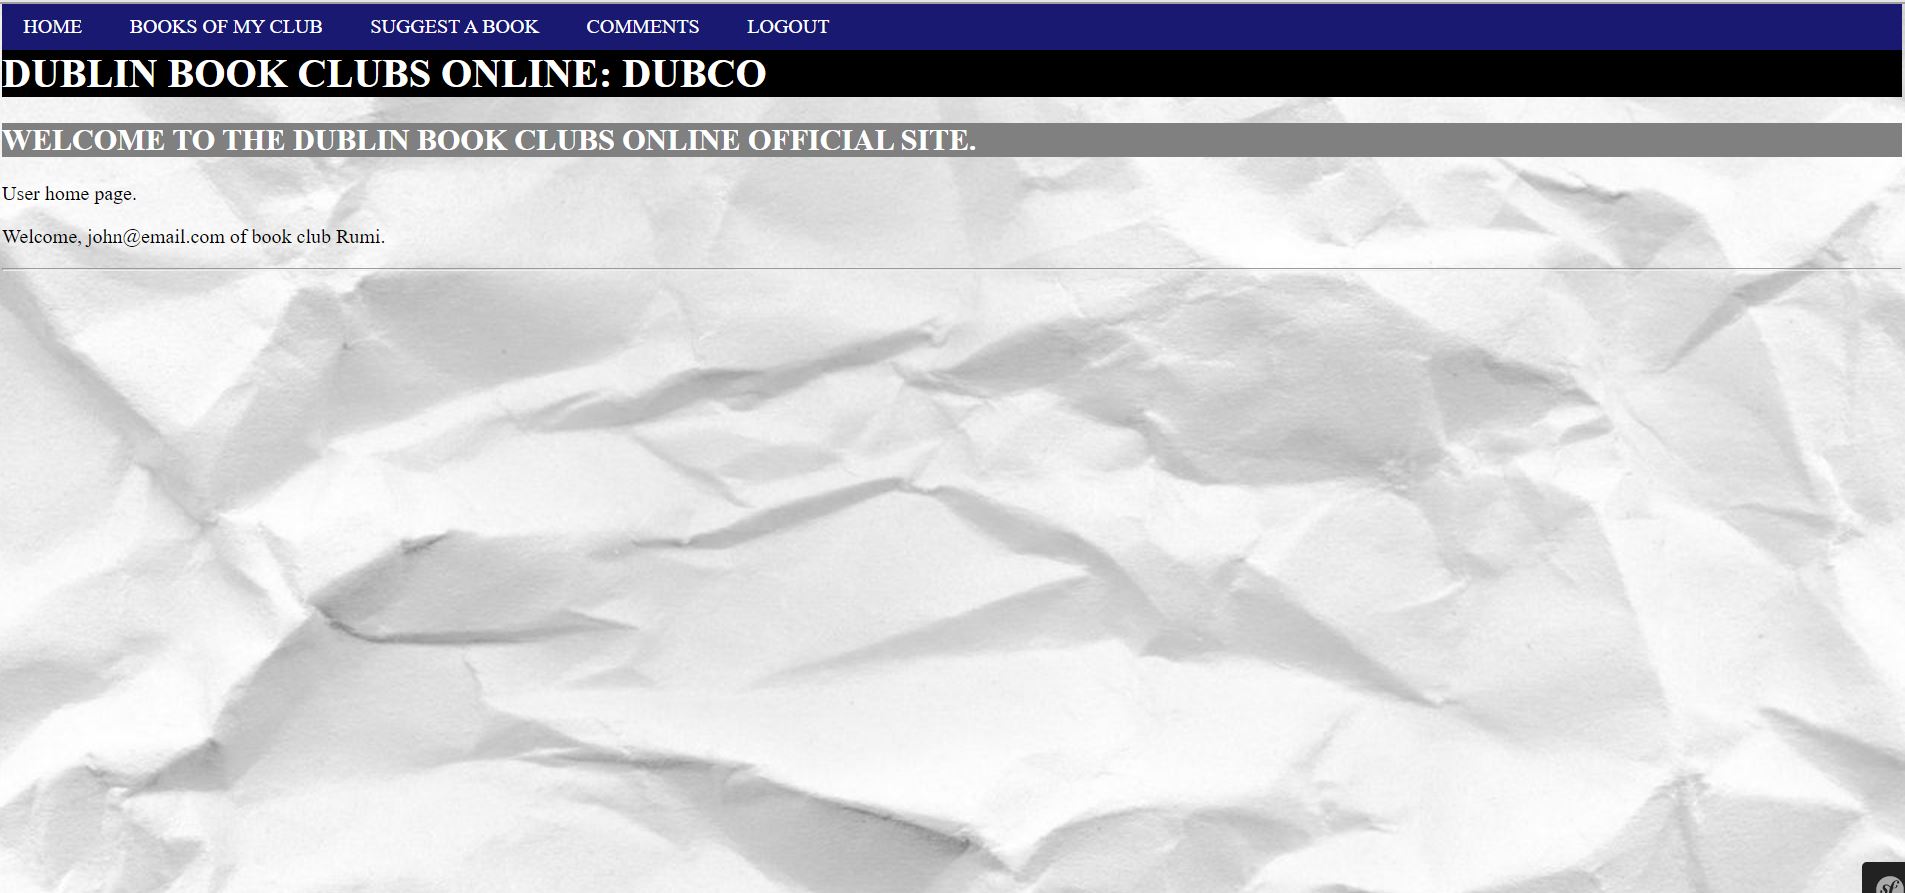 HOME BOOKS OF MY CLUB SUGGEST A BOOK COMMENTS LOGOUT
DUBLIN BOOK CLUBS ONLINE: DUBCO
WELCOME TO THE DUBLIN BOOK CLUBS ONLINE OFFICIAL SITE.
User home page.
Welcome, john@email.com of book club Rumi.
sf